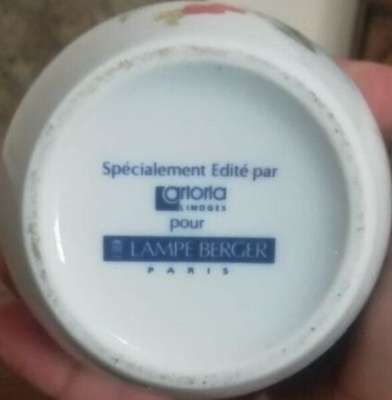 Spécialement Edité par
artoria
LIMOGES
pour
LAMPE BERGER
PARIS